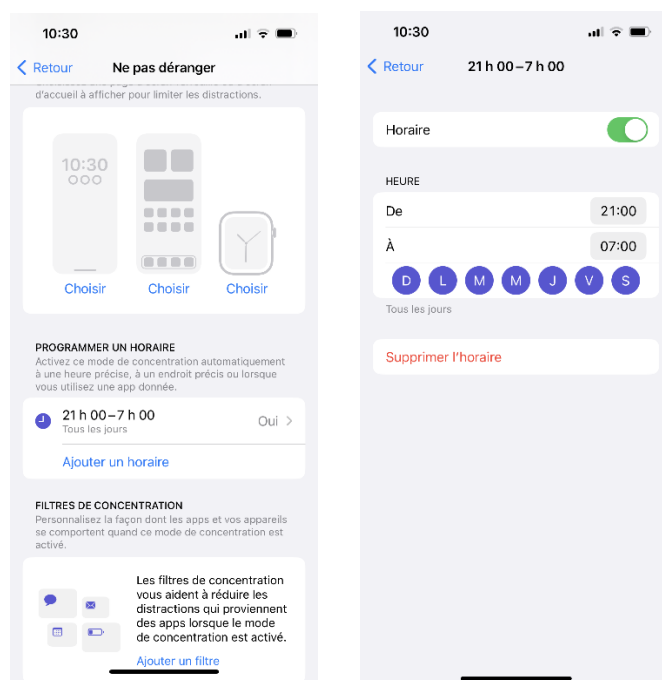 10:30
Retour
Ne pas déranger
d'accueil à afficher pour limiter les distractions.
10:30
Choisir
Choisir
Choisir
PROGRAMMER UN HORAIRE
Activez ce mode de concentration automatiquement
à une heure précise, à un endroit précis ou lorsque
vous utilisez une app donnée.
21 h 00 – 7 h 00
Tous les jours
Oui
Ajouter un horaire
FILTRES DE CONCENTRATION
Personnalisez la façon dont les apps et vos appareils
se comportent quand ce mode de concentration est
activé.
Les filtres de concentration
vous aident à réduire les
distractions qui proviennent
des apps lorsque le mode
de concentration est activé.
Ajouter un filtre
10:30
Retour
21 h 00 – 7 h 00
Horaire
HEURE
De
21:00
À
07:00
D L M M J V S
Tous les jours
Supprimer l'horaire